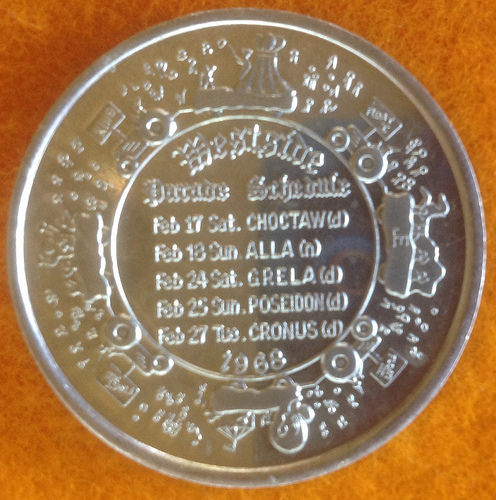 Westside
Parade Schedule
Feb 17 Sat. CHOCTAW (d)
Feb 18 Sun. ALLA (n)
Feb 24 Sat. GRELA (d)
Feb 25 Sun. POSEIDON (d)
Feb 27 Tue. CRONUS (d)
1968